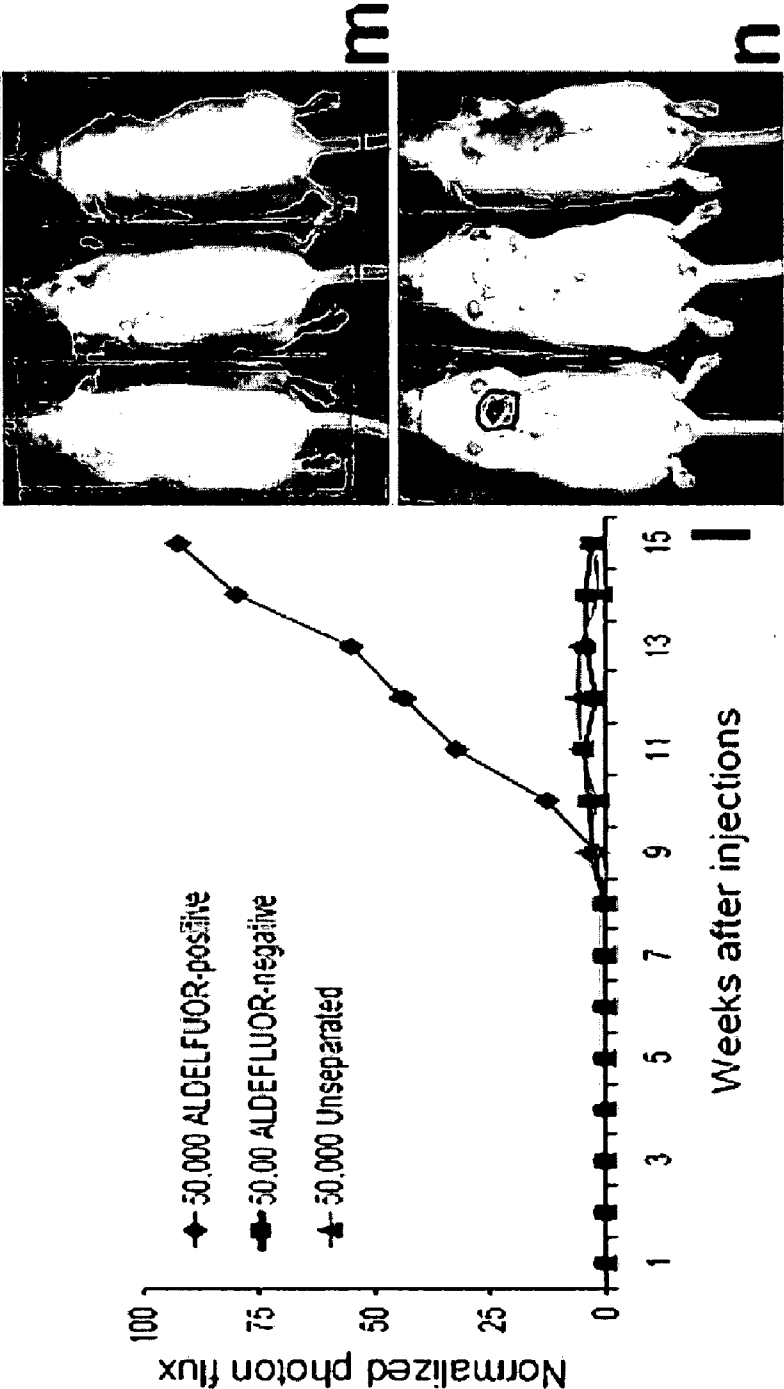 m
n
l
50,000 ALDELFUOR-positive
50,00 ALDEFLUOR-negative
50,000 Unseparated
Normalized photon flux
100
75
50
25
0
1 3 5 7 9 11 13 15
Weeks after injections